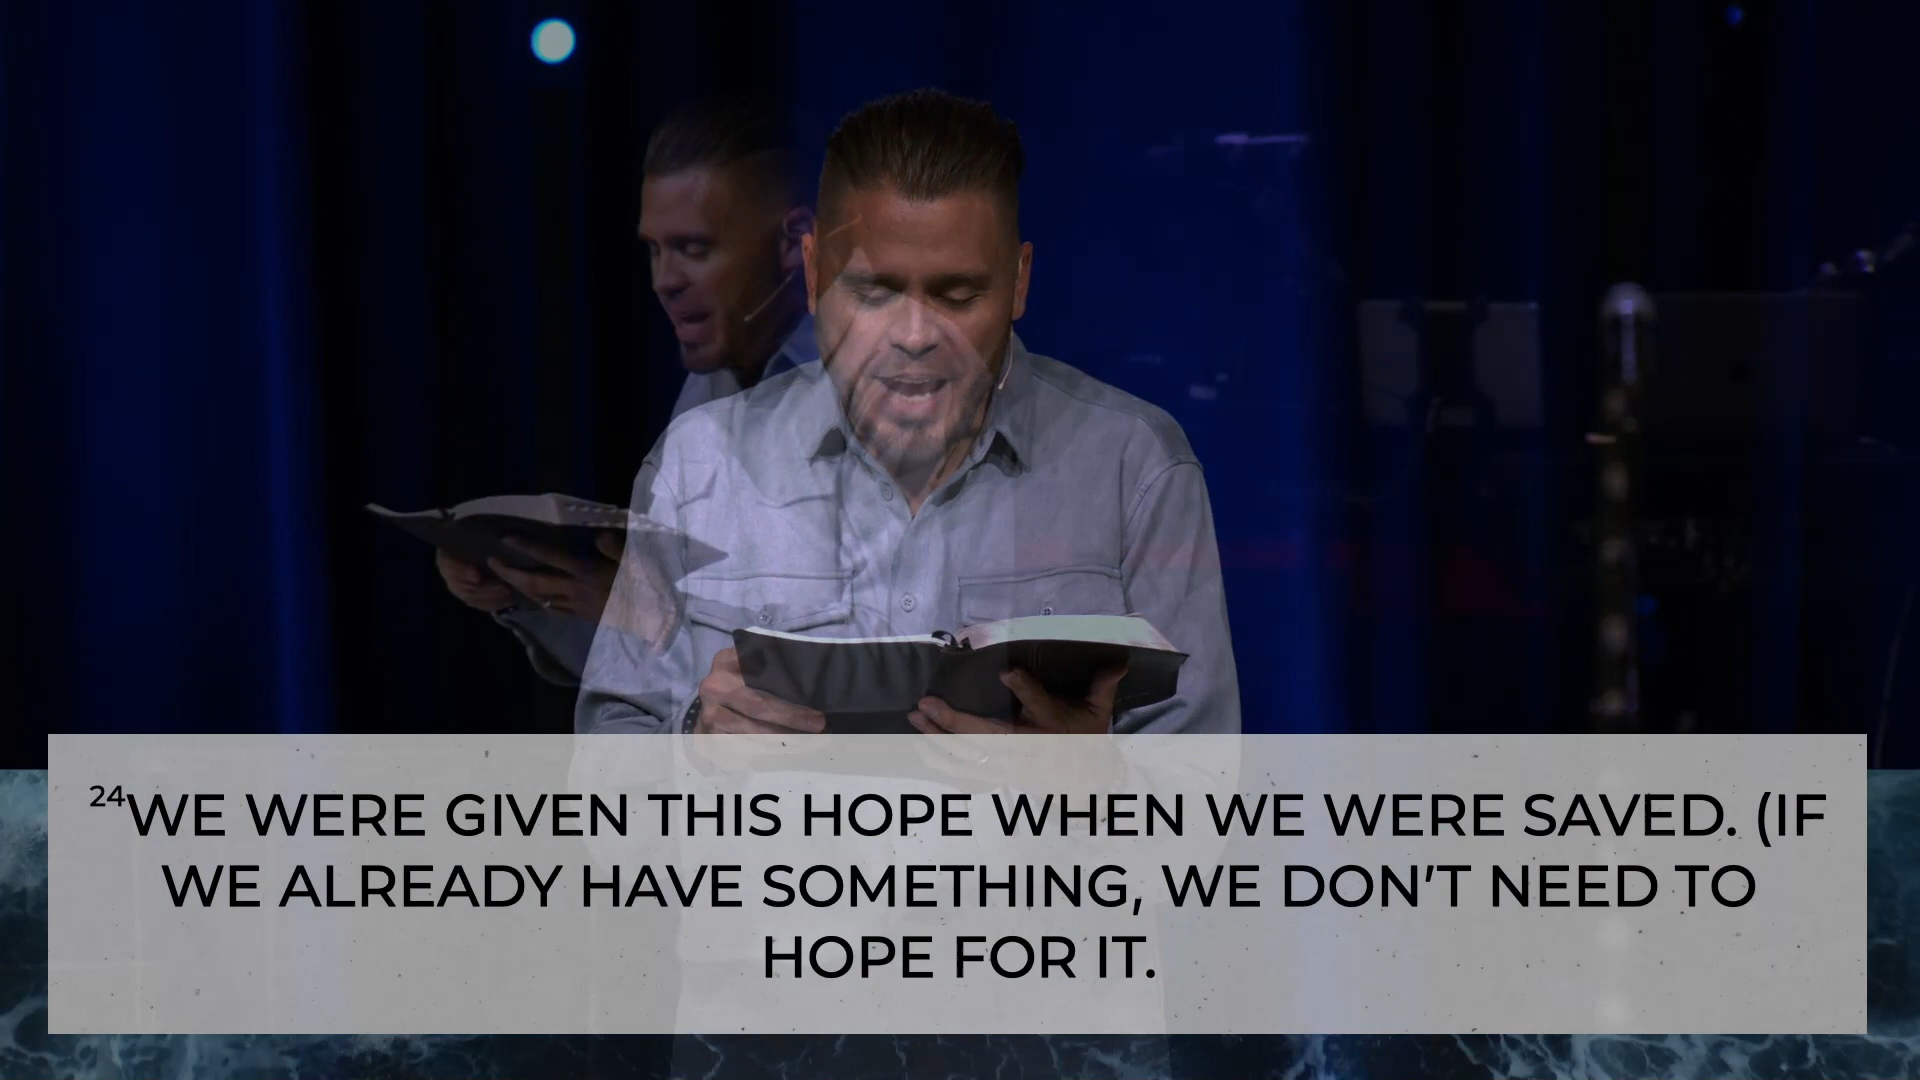 24WE WERE GIVEN THIS HOPE WHEN WE WERE SAVED. (IF
WE ALREADY HAVE SOMETHING, WE DON'T NEED TO
HOPE FOR IT.